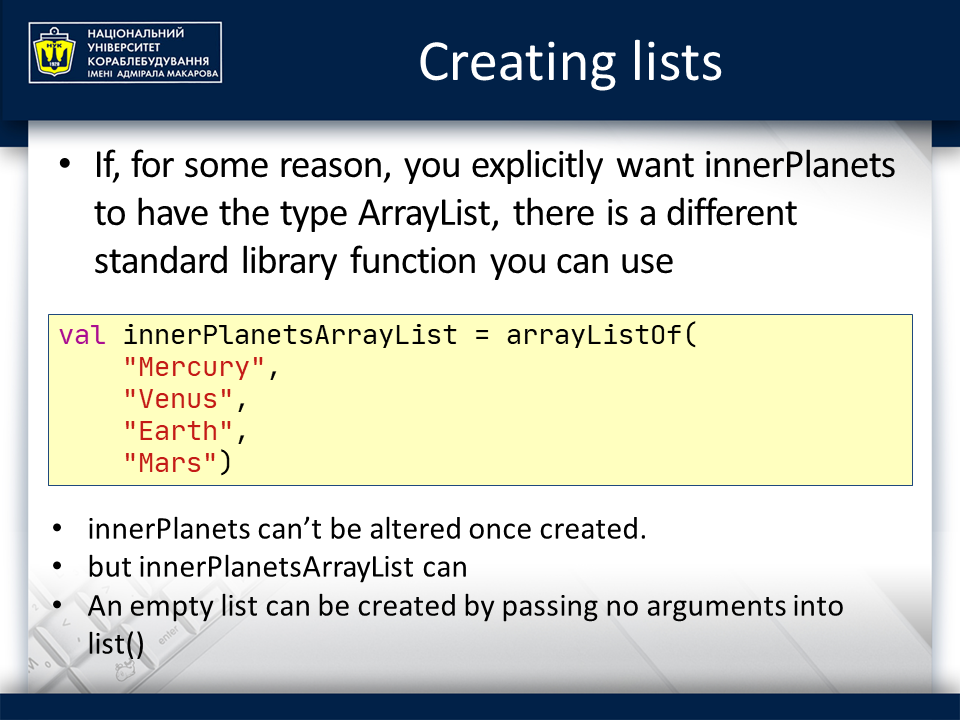 НАЦІОНАЛЬНИЙ
УНІВЕРСИТЕТ
КОРАБЛЕБУДУВАННЯ
ІМЕНІ АДМІРАЛА МАКАРОВА
НУК
1920
Creating lists
• If, for some reason, you explicitly want innerPlanets
to have the type ArrayList, there is a different
standard library function you can use
val innerPlanetsArrayList = arrayListOf(
    "Mercury",
    "Venus",
    "Earth",
    "Mars")
• innerPlanets can’t be altered once created.
• but innerPlanetsArrayList can
• An empty list can be created by passing no arguments into
list()
enter